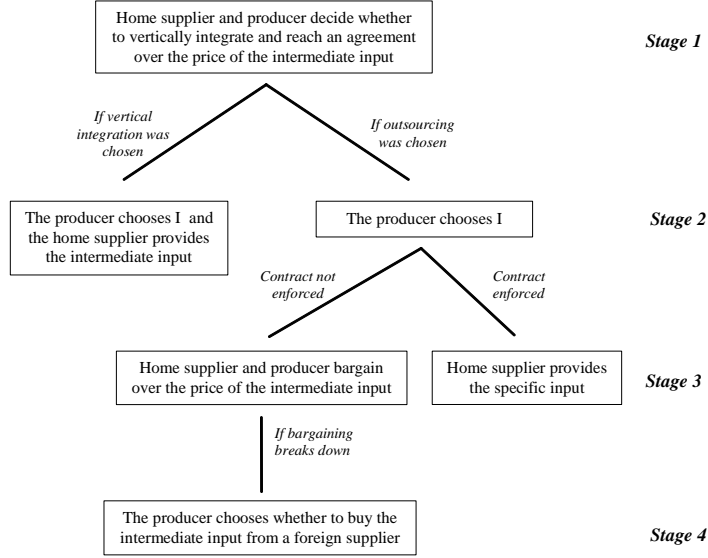 Home supplier and producer decide whether
to vertically integrate and reach an agreement
over the price of the intermediate input
Stage 1
If vertical
integration was
chosen
If outsourcing
was chosen
The producer chooses I and
the home supplier provides
the intermediate input
The producer chooses I
Stage 2
Contract not
enforced
Contract
enforced
Home supplier and producer bargain
over the price of the intermediate input
Home supplier provides
the specific input
Stage 3
If bargaining
breaks down
The producer chooses whether to buy the
intermediate input from a foreign supplier
Stage 4